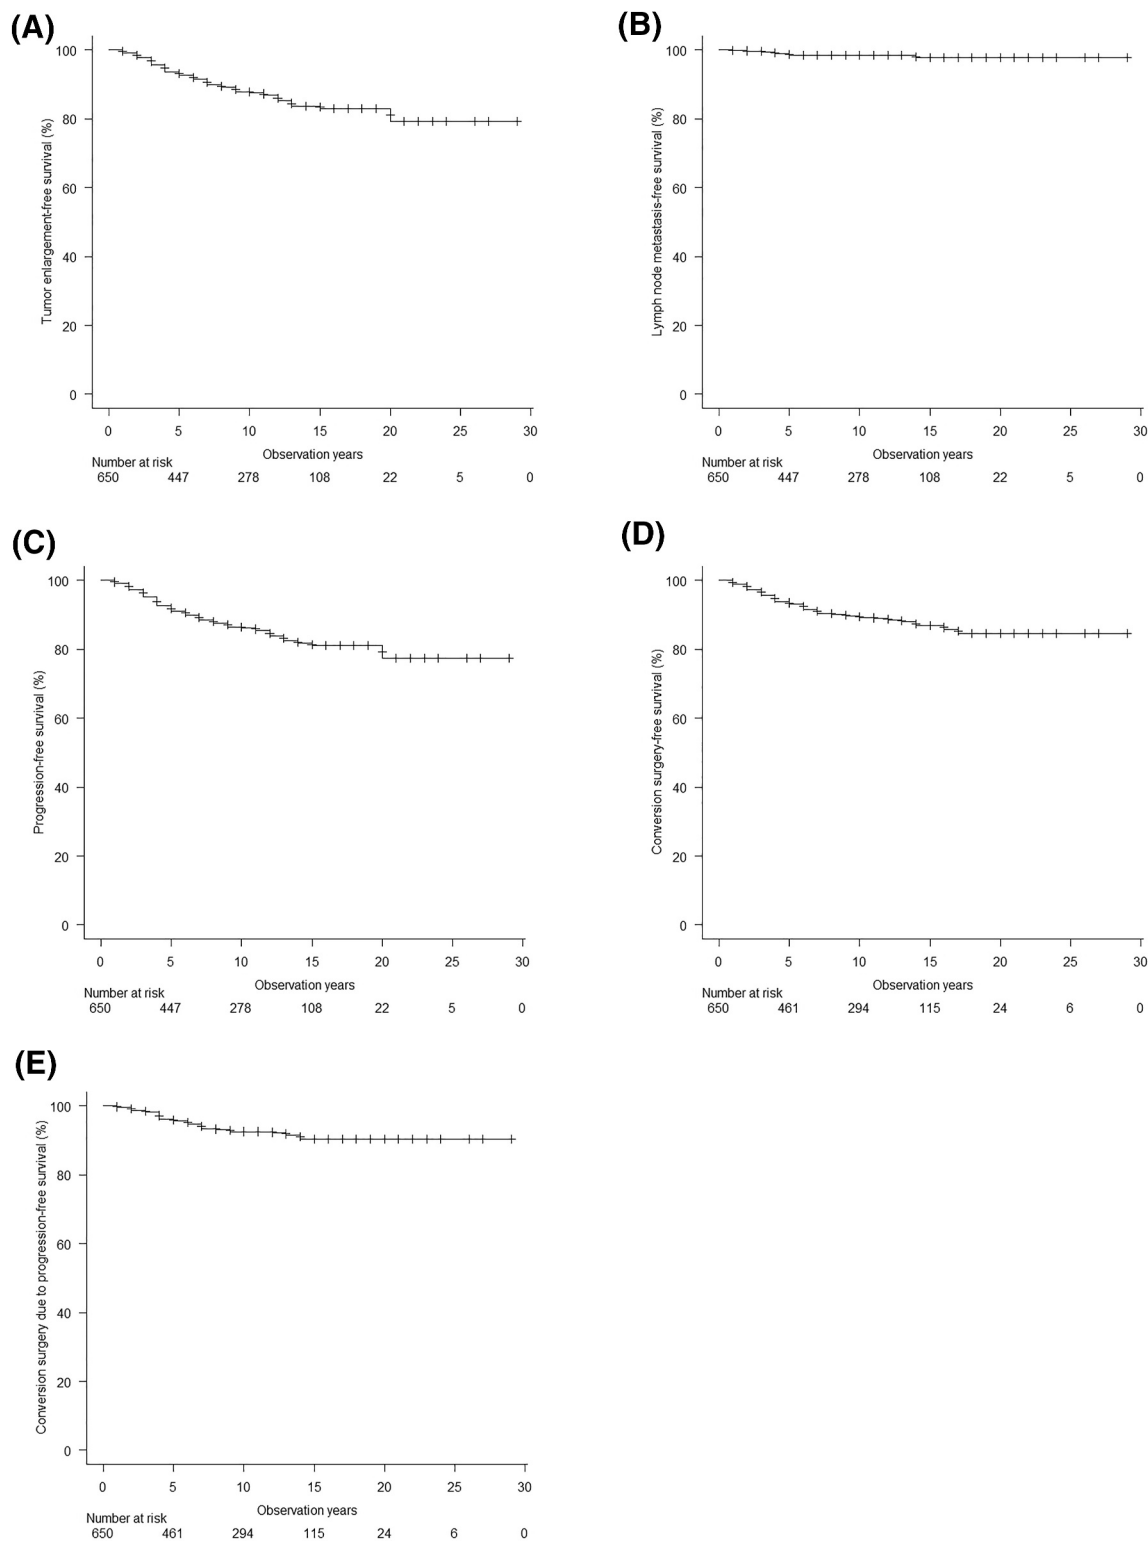 (A)
Tumor enlargement-free survival (%)
100
80
60
40
20
0
0 5 10 15 20 25 30
Observation years
Number at risk
650 447 278 108 22 5 0
(B)
Lymph node metastasis-free survival (%)
100
80
60
40
20
0
0 5 10 15 20 25 30
Observation years
Number at risk
650 447 278 108 22 5 0
(C)
Progression-free survival (%)
100
80
60
40
20
0
0 5 10 15 20 25 30
Observation years
Number at risk
650 447 278 108 22 5 0
(D)
Conversion surgery-free survival (%)
100
80
60
40
20
0
0 5 10 15 20 25 30
Observation years
Number at risk
650 461 294 115 24 6 0
(E)
Conversion surgery due to progression-free survival (%)
100
80
60
40
20
0
0 5 10 15 20 25 30
Observation years
Number at risk
650 461 294 115 24 6 0